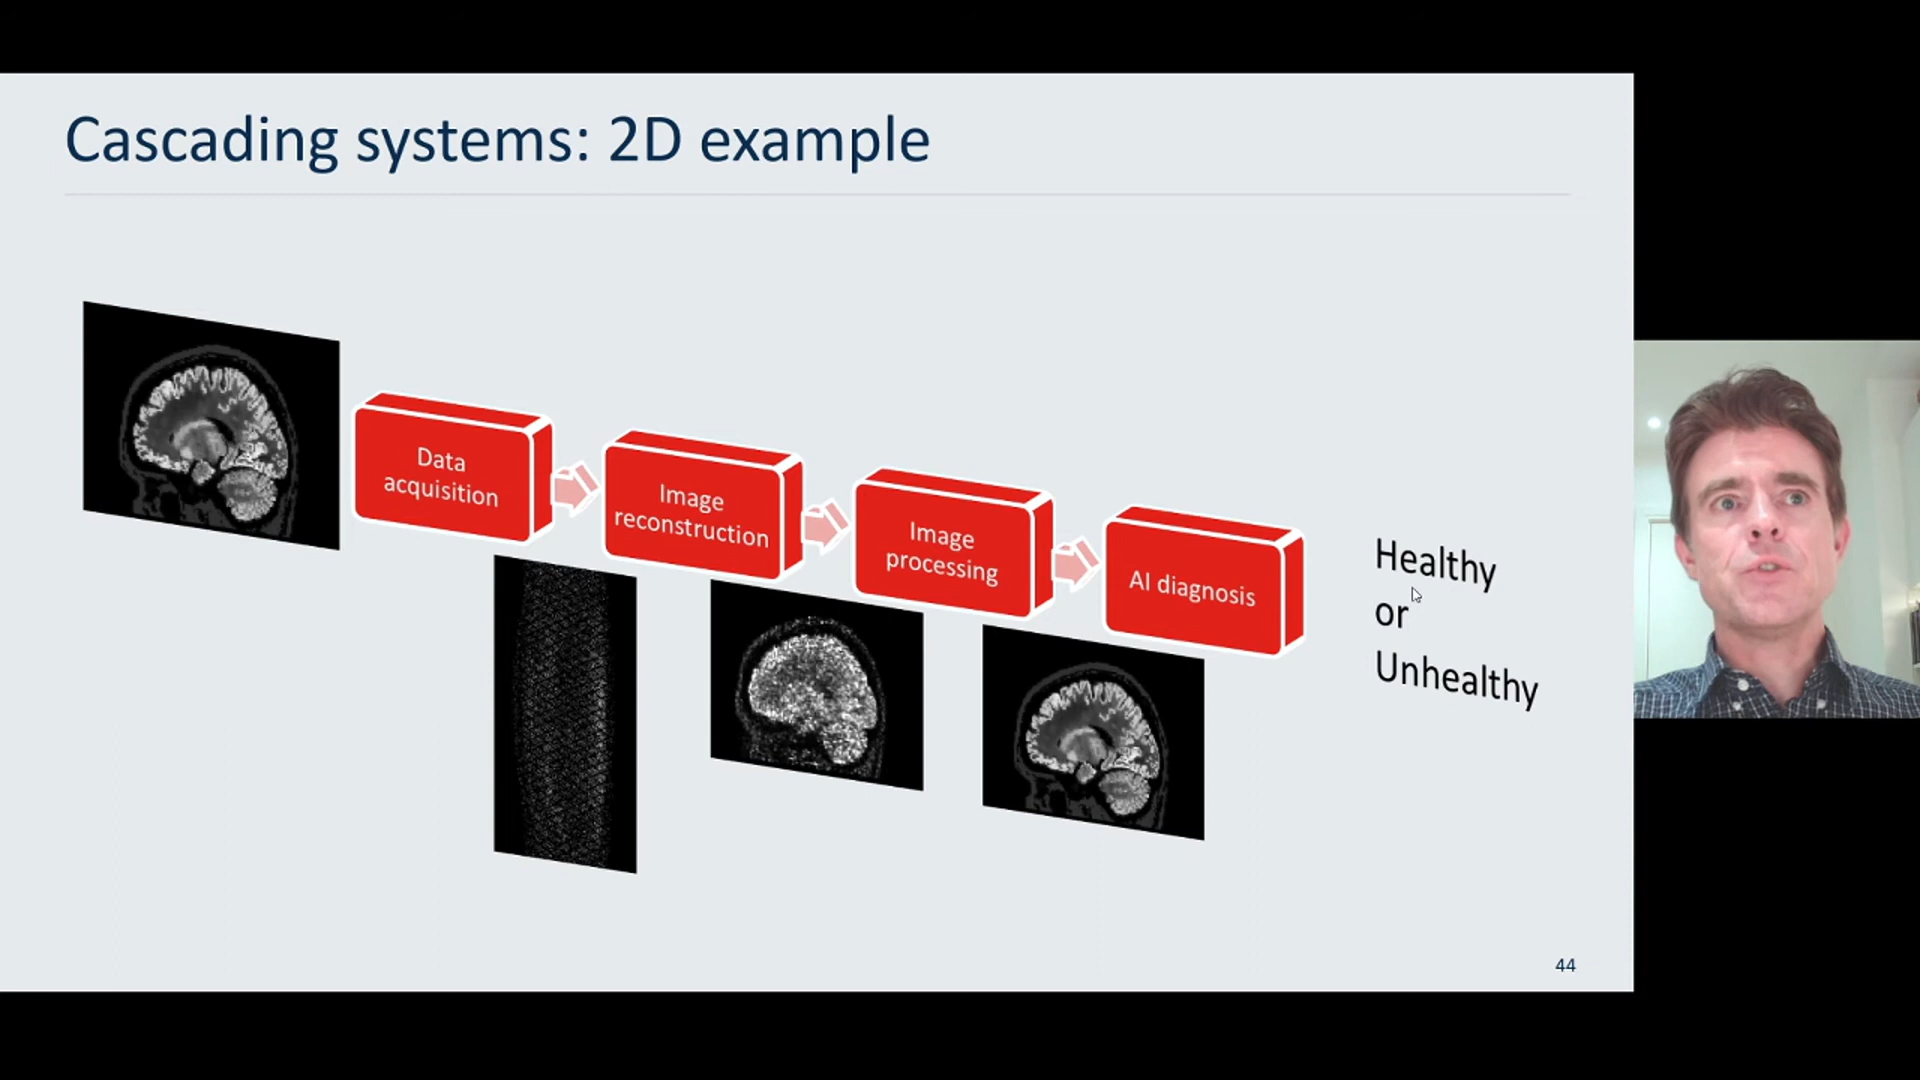 Cascading systems: 2D example
Data
acquisition
Image
reconstruction
Image
processing
AI diagnosis
Healthy
or
Unhealthy
44